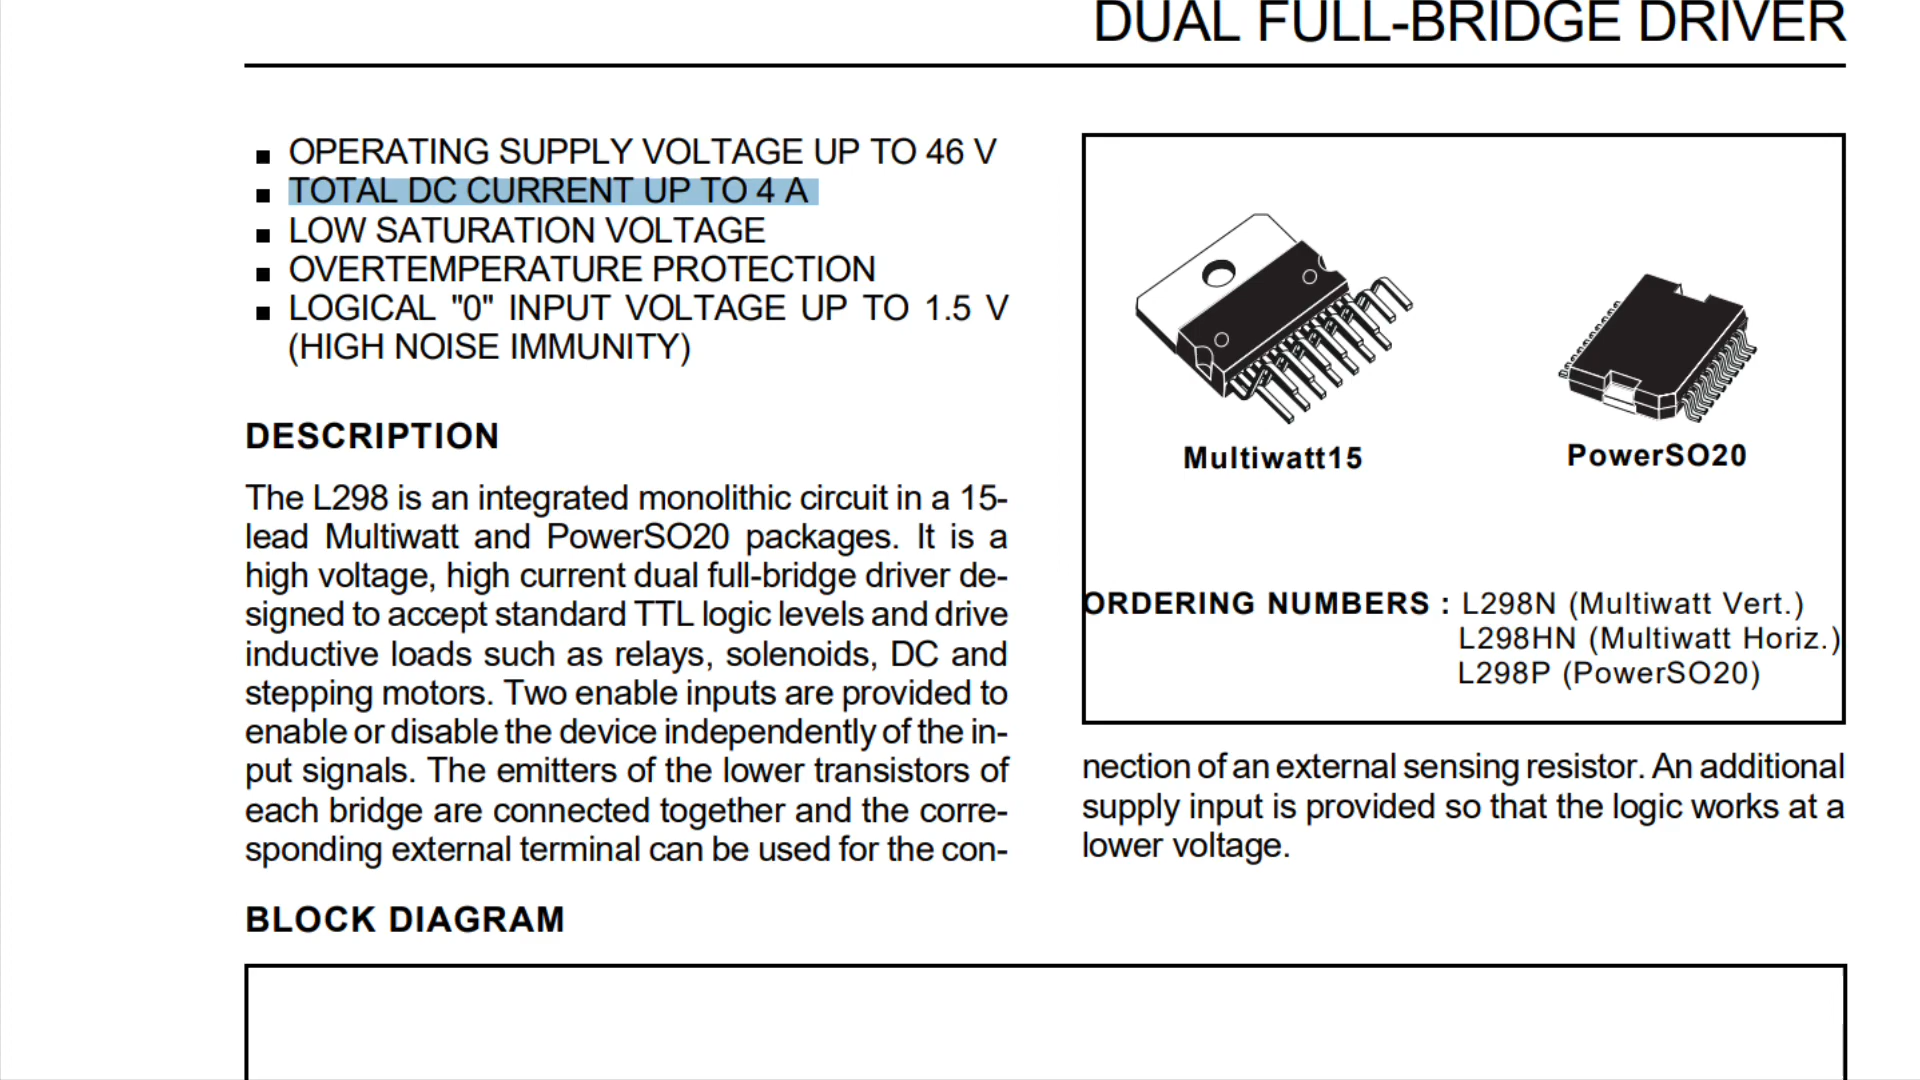 DUAL FULL-BRIDGE DRIVER
OPERATING SUPPLY VOLTAGE UP TO 46 V
TOTAL DC CURRENT UP TO 4 A
LOW SATURATION VOLTAGE
OVERTEMPERATURE PROTECTION
LOGICAL "0" INPUT VOLTAGE UP TO 1.5 V
(HIGH NOISE IMMUNITY)
DESCRIPTION
The L298 is an integrated monolithic circuit in a 15-
lead Multiwatt and PowerSO20 packages. It is a
high voltage, high current dual full-bridge driver de-
signed to accept standard TTL logic levels and drive
inductive loads such as relays, solenoids, DC and
stepping motors. Two enable inputs are provided to
enable or disable the device independently of the in-
put signals. The emitters of the lower transistors of
each bridge are connected together and the corre-
sponding external terminal can be used for the con-
Multiwatt15
PowerSO20
ORDERING NUMBERS : L298N (Multiwatt Vert.)
L298HN (Multiwatt Horiz.)
L298P (PowerSO20)
nection of an external sensing resistor. An additional
supply input is provided so that the logic works at a
lower voltage.
BLOCK DIAGRAM